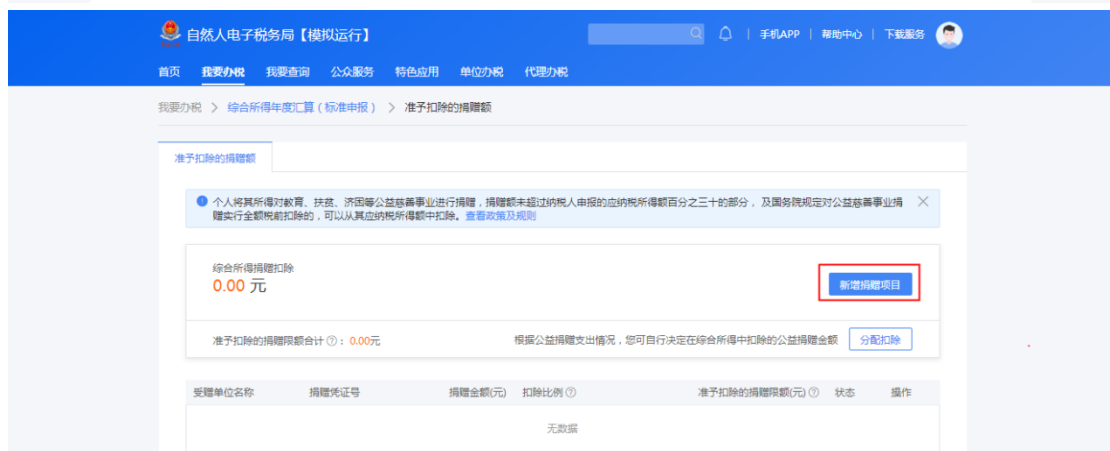 自然人电子税务局【模拟运行】
手机APP | 帮助中心 | 下载服务
首页 我要办税 我要查询 公众服务 特色应用 单位办税 代理办税
我要办税 > 综合所得年度汇算（标准申报） > 准予扣除的捐赠额
准予扣除的捐赠额
个人将其所得对教育、扶贫、济困等公益慈善事业进行捐赠，捐赠额未超过纳税人申报的应纳税所得额百分之三十的部分， 及国务院规定对公益慈善事业捐
赠实行全额税前扣除的，可以从其应纳税所得额中扣除。查看政策及规则
综合所得捐赠扣除
0.00 元
新增捐赠项目
准予扣除的捐赠限额合计 ?：0.00元 根据公益捐赠支出情况，您可自行决定在综合所得中扣除的公益捐赠金额 分配扣除
受赠单位名称 捐赠凭证号 捐赠金额(元) 扣除比例 ? 准予扣除的捐赠限额(元) ? 状态 操作
无数据